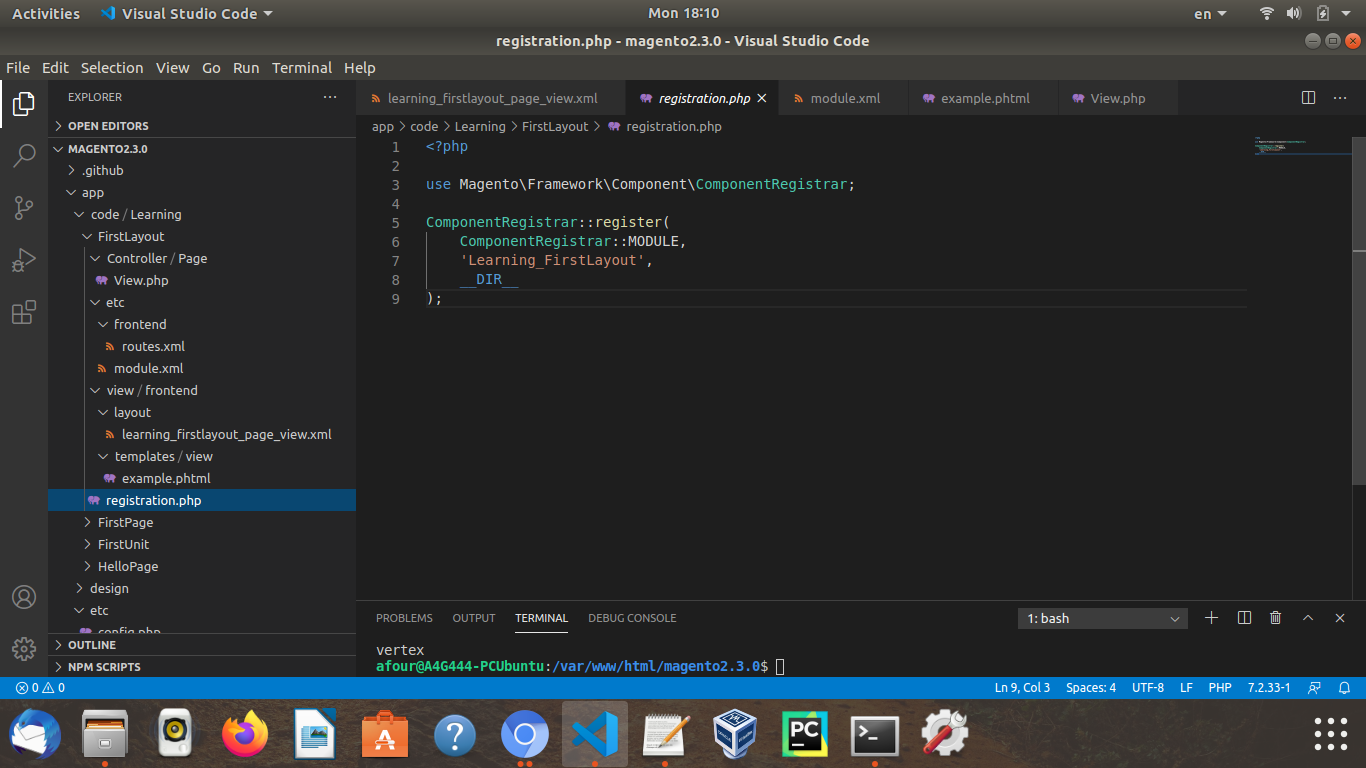 Activities Visual Studio Code Mon 18:10 en
registration.php - magento2.3.0 - Visual Studio Code
File Edit Selection View Go Run Terminal Help
EXPLORER
OPEN EDITORS
MAGENTO2.3.0
.github
app
code / Learning
FirstLayout
Controller / Page
View.php
etc
frontend
routes.xml
module.xml
view / frontend
layout
learning_firstlayout_page_view.xml
templates / view
example.phtml
registration.php
FirstPage
FirstUnit
HelloPage
design
etc
config.php
OUTLINE
NPM SCRIPTS
learning_firstlayout_page_view.xml registration.php module.xml example.phtml View.php
app > code > Learning > FirstLayout > registration.php
1 <?php
2
3 use Magento\Framework\Component\ComponentRegistrar;
4
5 ComponentRegistrar::register(
6 ComponentRegistrar::MODULE,
7 'Learning_FirstLayout',
8 __DIR__
9 );
PROBLEMS OUTPUT TERMINAL DEBUG CONSOLE 1: bash
vertex
afour@A4G444-PCUbuntu:/var/www/html/magento2.3.0$
0 0 Ln 9, Col 3 Spaces: 4 UTF-8 LF PHP 7.2.33-1
A
?
PC
>_